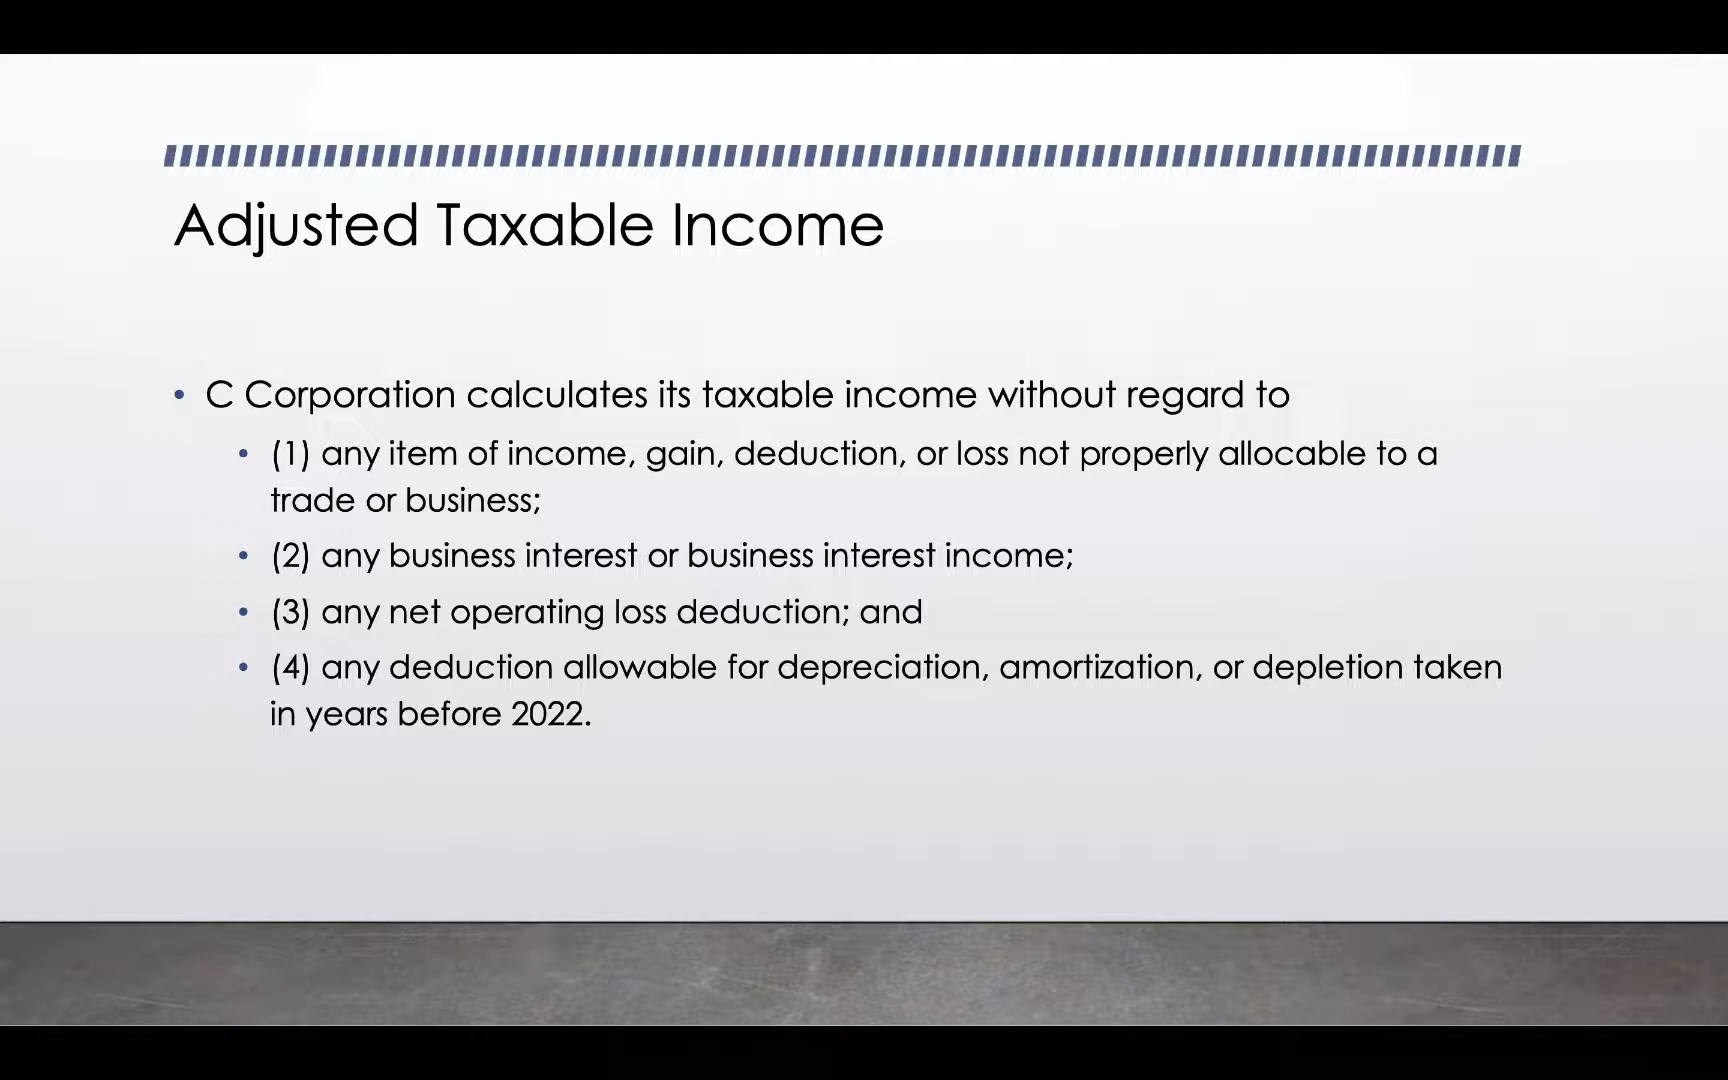 Adjusted Taxable Income
• C Corporation calculates its taxable income without regard to
• (1) any item of income, gain, deduction, or loss not properly allocable to a
trade or business;
• (2) any business interest or business interest income;
• (3) any net operating loss deduction; and
• (4) any deduction allowable for depreciation, amortization, or depletion taken
in years before 2022.